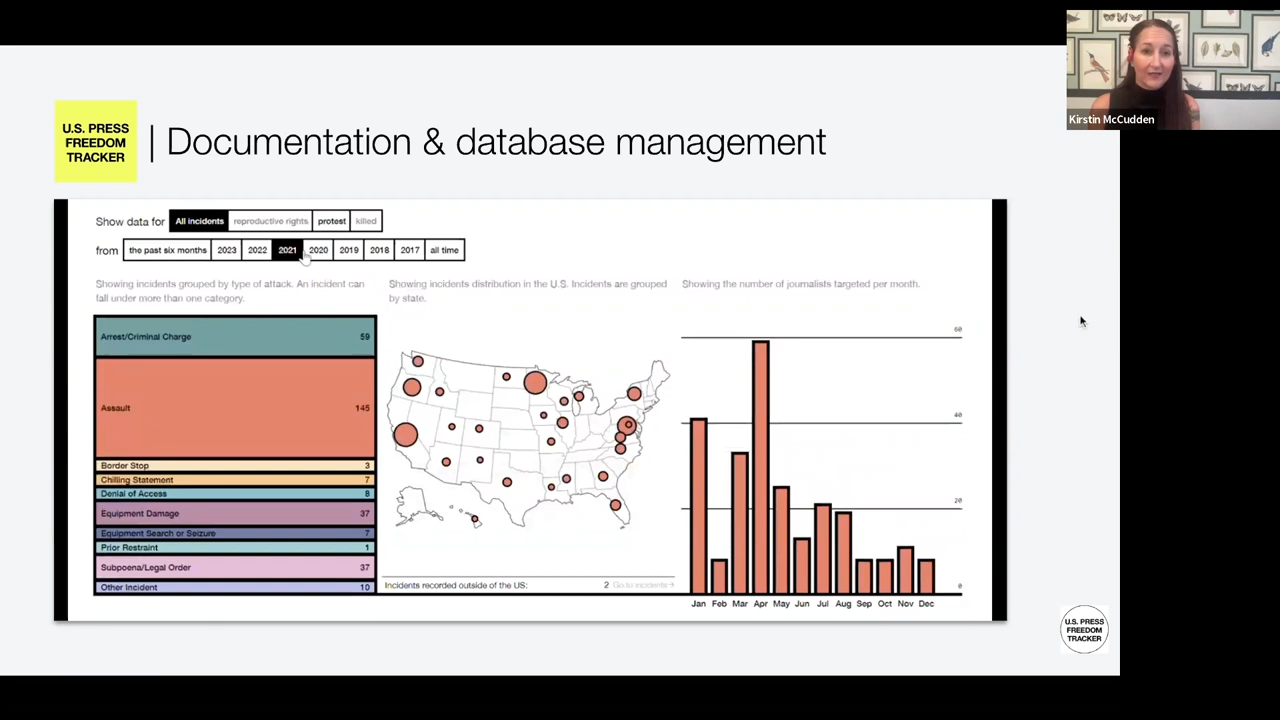 Kirstin McCudden
U.S. PRESS
FREEDOM
TRACKER
| Documentation & database management
Show data for All incidents reproductive rights protest killed
from the past six months 2023 2022 2021 2020 2019 2018 2017 all time
Showing incidents grouped by type of attack. An incident can
fall under more than one category.
Arrest/Criminal Charge 59
Assault 145
Border Stop 3
Chilling Statement 7
Denial of Access 8
Equipment Damage 37
Equipment Search or Seizure 7
Prior Restraint 1
Subpoena/Legal Order 37
Other Incident 10
Showing incidents distribution in the U.S. Incidents are grouped
by state.
Incidents recorded outside of the US: 2 Go to incidents→
Showing the number of journalists targeted per month.
60
40
20
0
Jan Feb Mar Apr May Jun Jul Aug Sep Oct Nov Dec
U.S. PRESS
FREEDOM
TRACKER